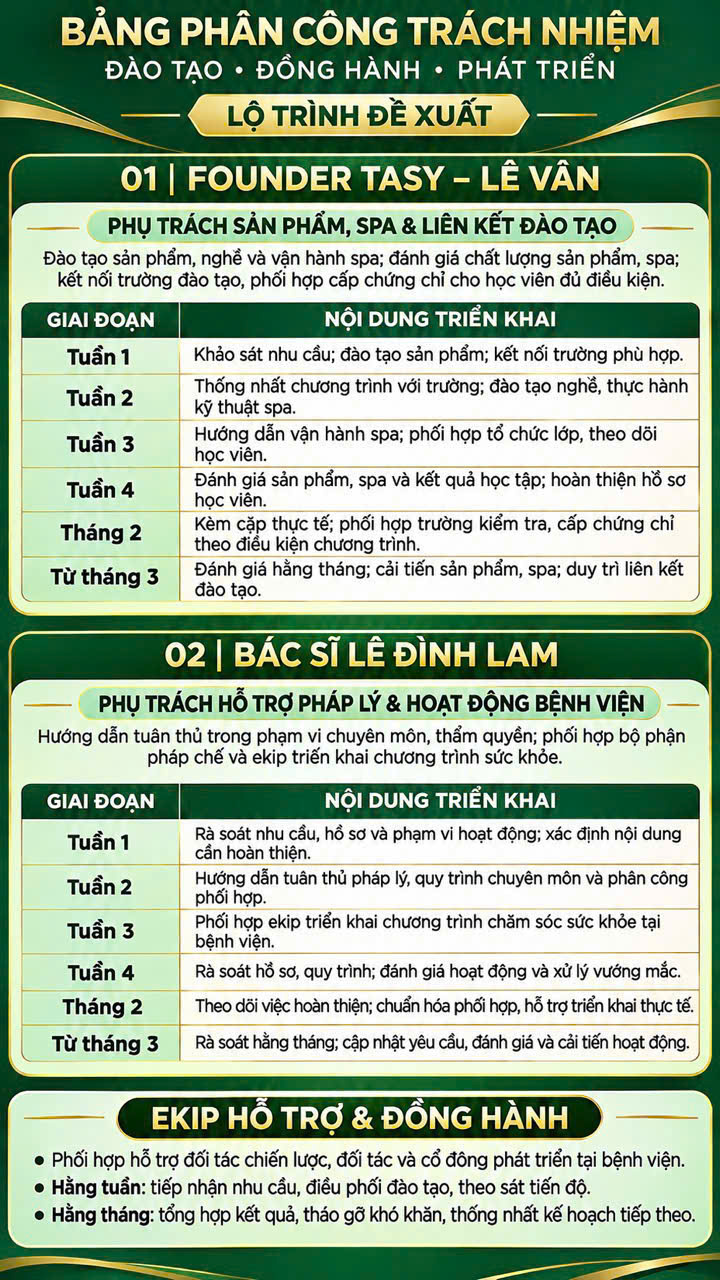 BẢNG PHÂN CÔNG TRÁCH NHIỆM
ĐÀO TẠO • ĐỒNG HÀNH • PHÁT TRIỂN
LỘ TRÌNH ĐỀ XUẤT
01 | FOUNDER TASY – LÊ VÂN
PHỤ TRÁCH SẢN PHẨM, SPA & LIÊN KẾT ĐÀO TẠO
Đào tạo sản phẩm, nghề và vận hành spa; đánh giá chất lượng sản phẩm, spa;
kết nối trường đào tạo, phối hợp cấp chứng chỉ cho học viên đủ điều kiện.
GIAI ĐOẠN NỘI DUNG TRIỂN KHAI
Tuần 1 Khảo sát nhu cầu; đào tạo sản phẩm; kết nối trường phù hợp.
Tuần 2 Thống nhất chương trình với trường; đào tạo nghề, thực hành
kỹ thuật spa.
Tuần 3 Hướng dẫn vận hành spa; phối hợp tổ chức lớp, theo dõi
học viên.
Tuần 4 Đánh giá sản phẩm, spa và kết quả học tập; hoàn thiện hồ sơ
học viên.
Tháng 2 Kèm cặp thực tế; phối hợp trường kiểm tra, cấp chứng chỉ
theo điều kiện chương trình.
Từ tháng 3 Đánh giá hằng tháng; cải tiến sản phẩm, spa; duy trì liên kết
đào tạo.
02 | BÁC SĨ LÊ ĐÌNH LAM
PHỤ TRÁCH HỖ TRỢ PHÁP LÝ & HOẠT ĐỘNG BỆNH VIỆN
Hướng dẫn tuân thủ trong phạm vi chuyên môn, thẩm quyền; phối hợp bộ phận
pháp chế và ekip triển khai chương trình sức khỏe.
GIAI ĐOẠN NỘI DUNG TRIỂN KHAI
Tuần 1 Rà soát nhu cầu, hồ sơ và phạm vi hoạt động; xác định nội dung
cần hoàn thiện.
Tuần 2 Hướng dẫn tuân thủ pháp lý, quy trình chuyên môn và phân công
phối hợp.
Tuần 3 Phối hợp ekip triển khai chương trình chăm sóc sức khỏe tại
bệnh viện.
Tuần 4 Rà soát hồ sơ, quy trình; đánh giá hoạt động và xử lý vướng mắc.
Tháng 2 Theo dõi việc hoàn thiện; chuẩn hóa phối hợp, hỗ trợ triển khai thực tế.
Từ tháng 3 Rà soát hằng tháng; cập nhật yêu cầu, đánh giá và cải tiến hoạt động.
EKIP HỖ TRỢ & ĐỒNG HÀNH
• Phối hợp hỗ trợ đối tác chiến lược, đối tác và cổ đông phát triển tại bệnh viện.
• Hằng tuần: tiếp nhận nhu cầu, điều phối đào tạo, theo sát tiến độ.
• Hằng tháng: tổng hợp kết quả, tháo gỡ khó khăn, thống nhất kế hoạch tiếp theo.